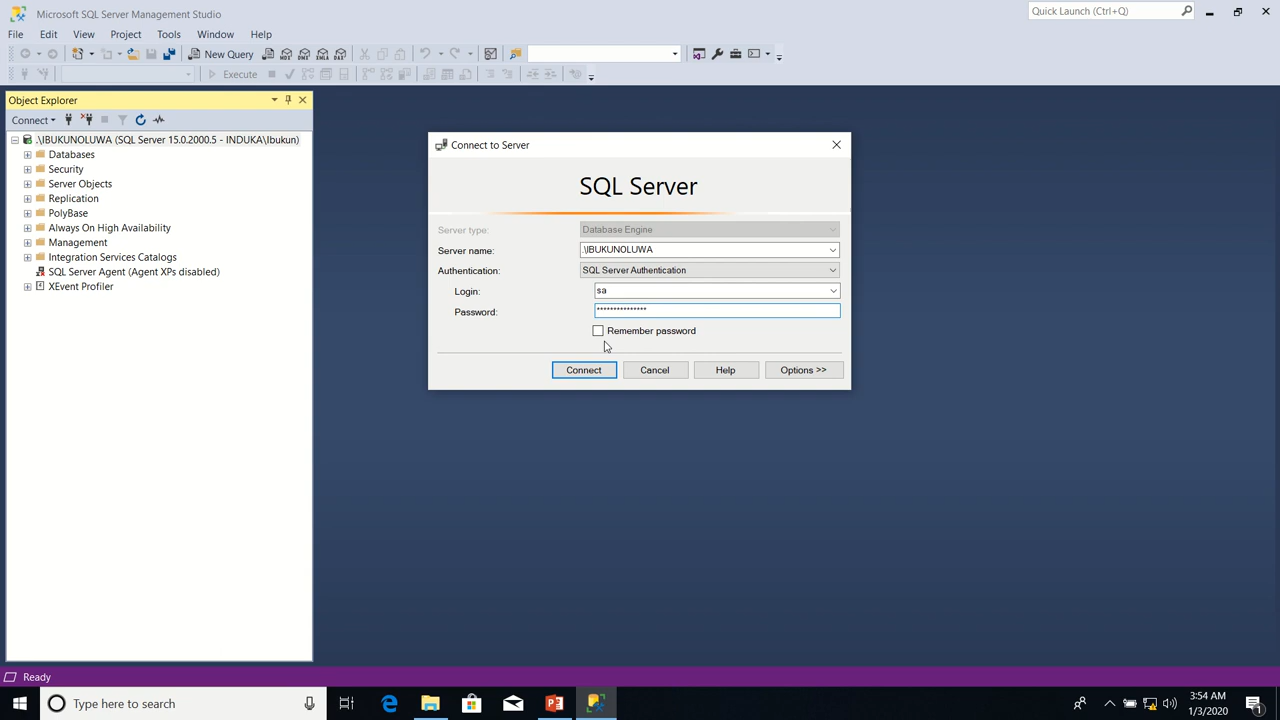 Microsoft SQL Server Management Studio
Quick Launch (Ctrl+Q)
File Edit View Project Tools Window Help
New Query MDX DMX XMLA DAX
Execute
Object Explorer
Connect
.\IBUKUNOLUWA (SQL Server 15.0.2000.5 - INDUKA\Ibukun)
Databases
Security
Server Objects
Replication
PolyBase
Always On High Availability
Management
Integration Services Catalogs
SQL Server Agent (Agent XPs disabled)
XEvent Profiler
Connect to Server
SQL Server
Server type: Database Engine
Server name: .\IBUKUNOLUWA
Authentication: SQL Server Authentication
Login: sa
Password: ***************
Remember password
Connect Cancel Help Options >>
Ready
Type here to search
3:54 AM
1/3/2020